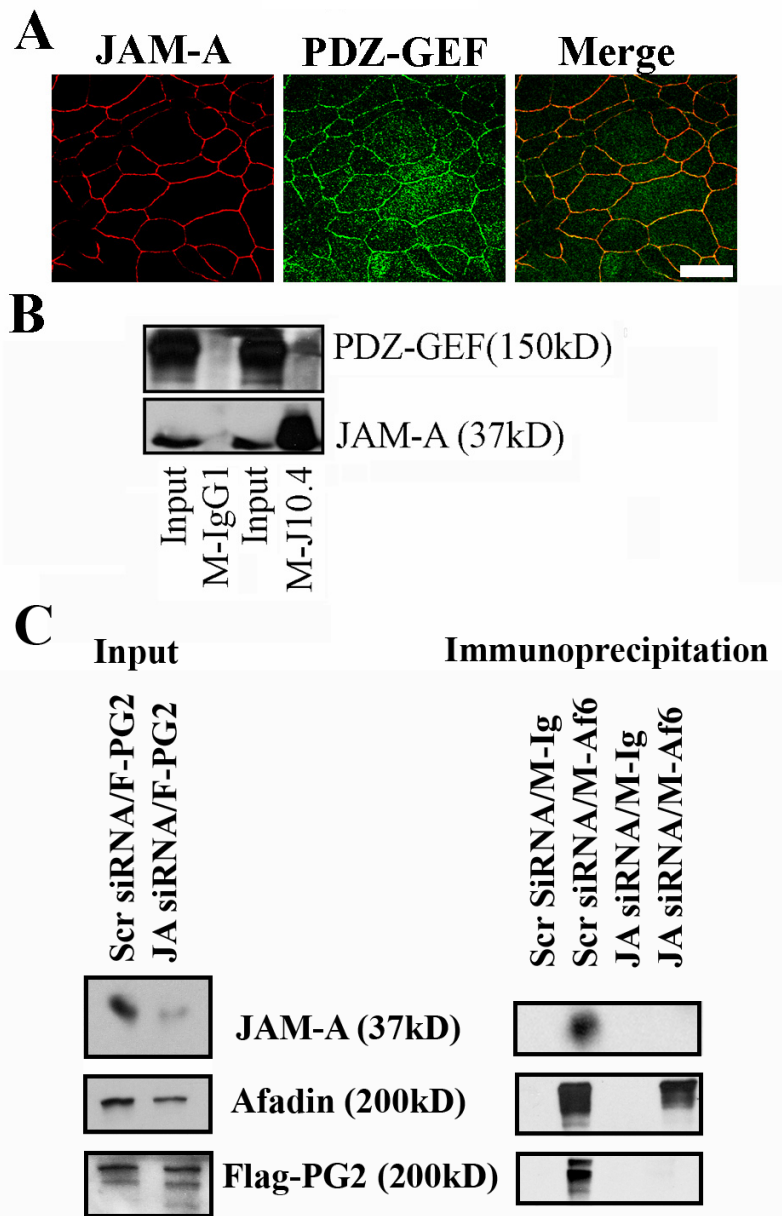 A
JAM-A PDZ-GEF Merge
B
PDZ-GEF(150kD)
JAM-A (37kD)
Input
M-IgG1
Input
M-J10.4
C
Input
Immunoprecipitation
Scr siRNA/F-PG2
JA siRNA/F-PG2
Scr SiRNA/M-Ig
Scr siRNA/M-Af6
JA siRNA/M-Ig
JA siRNA/M-Af6
JAM-A (37kD)
Afadin (200kD)
Flag-PG2 (200kD)